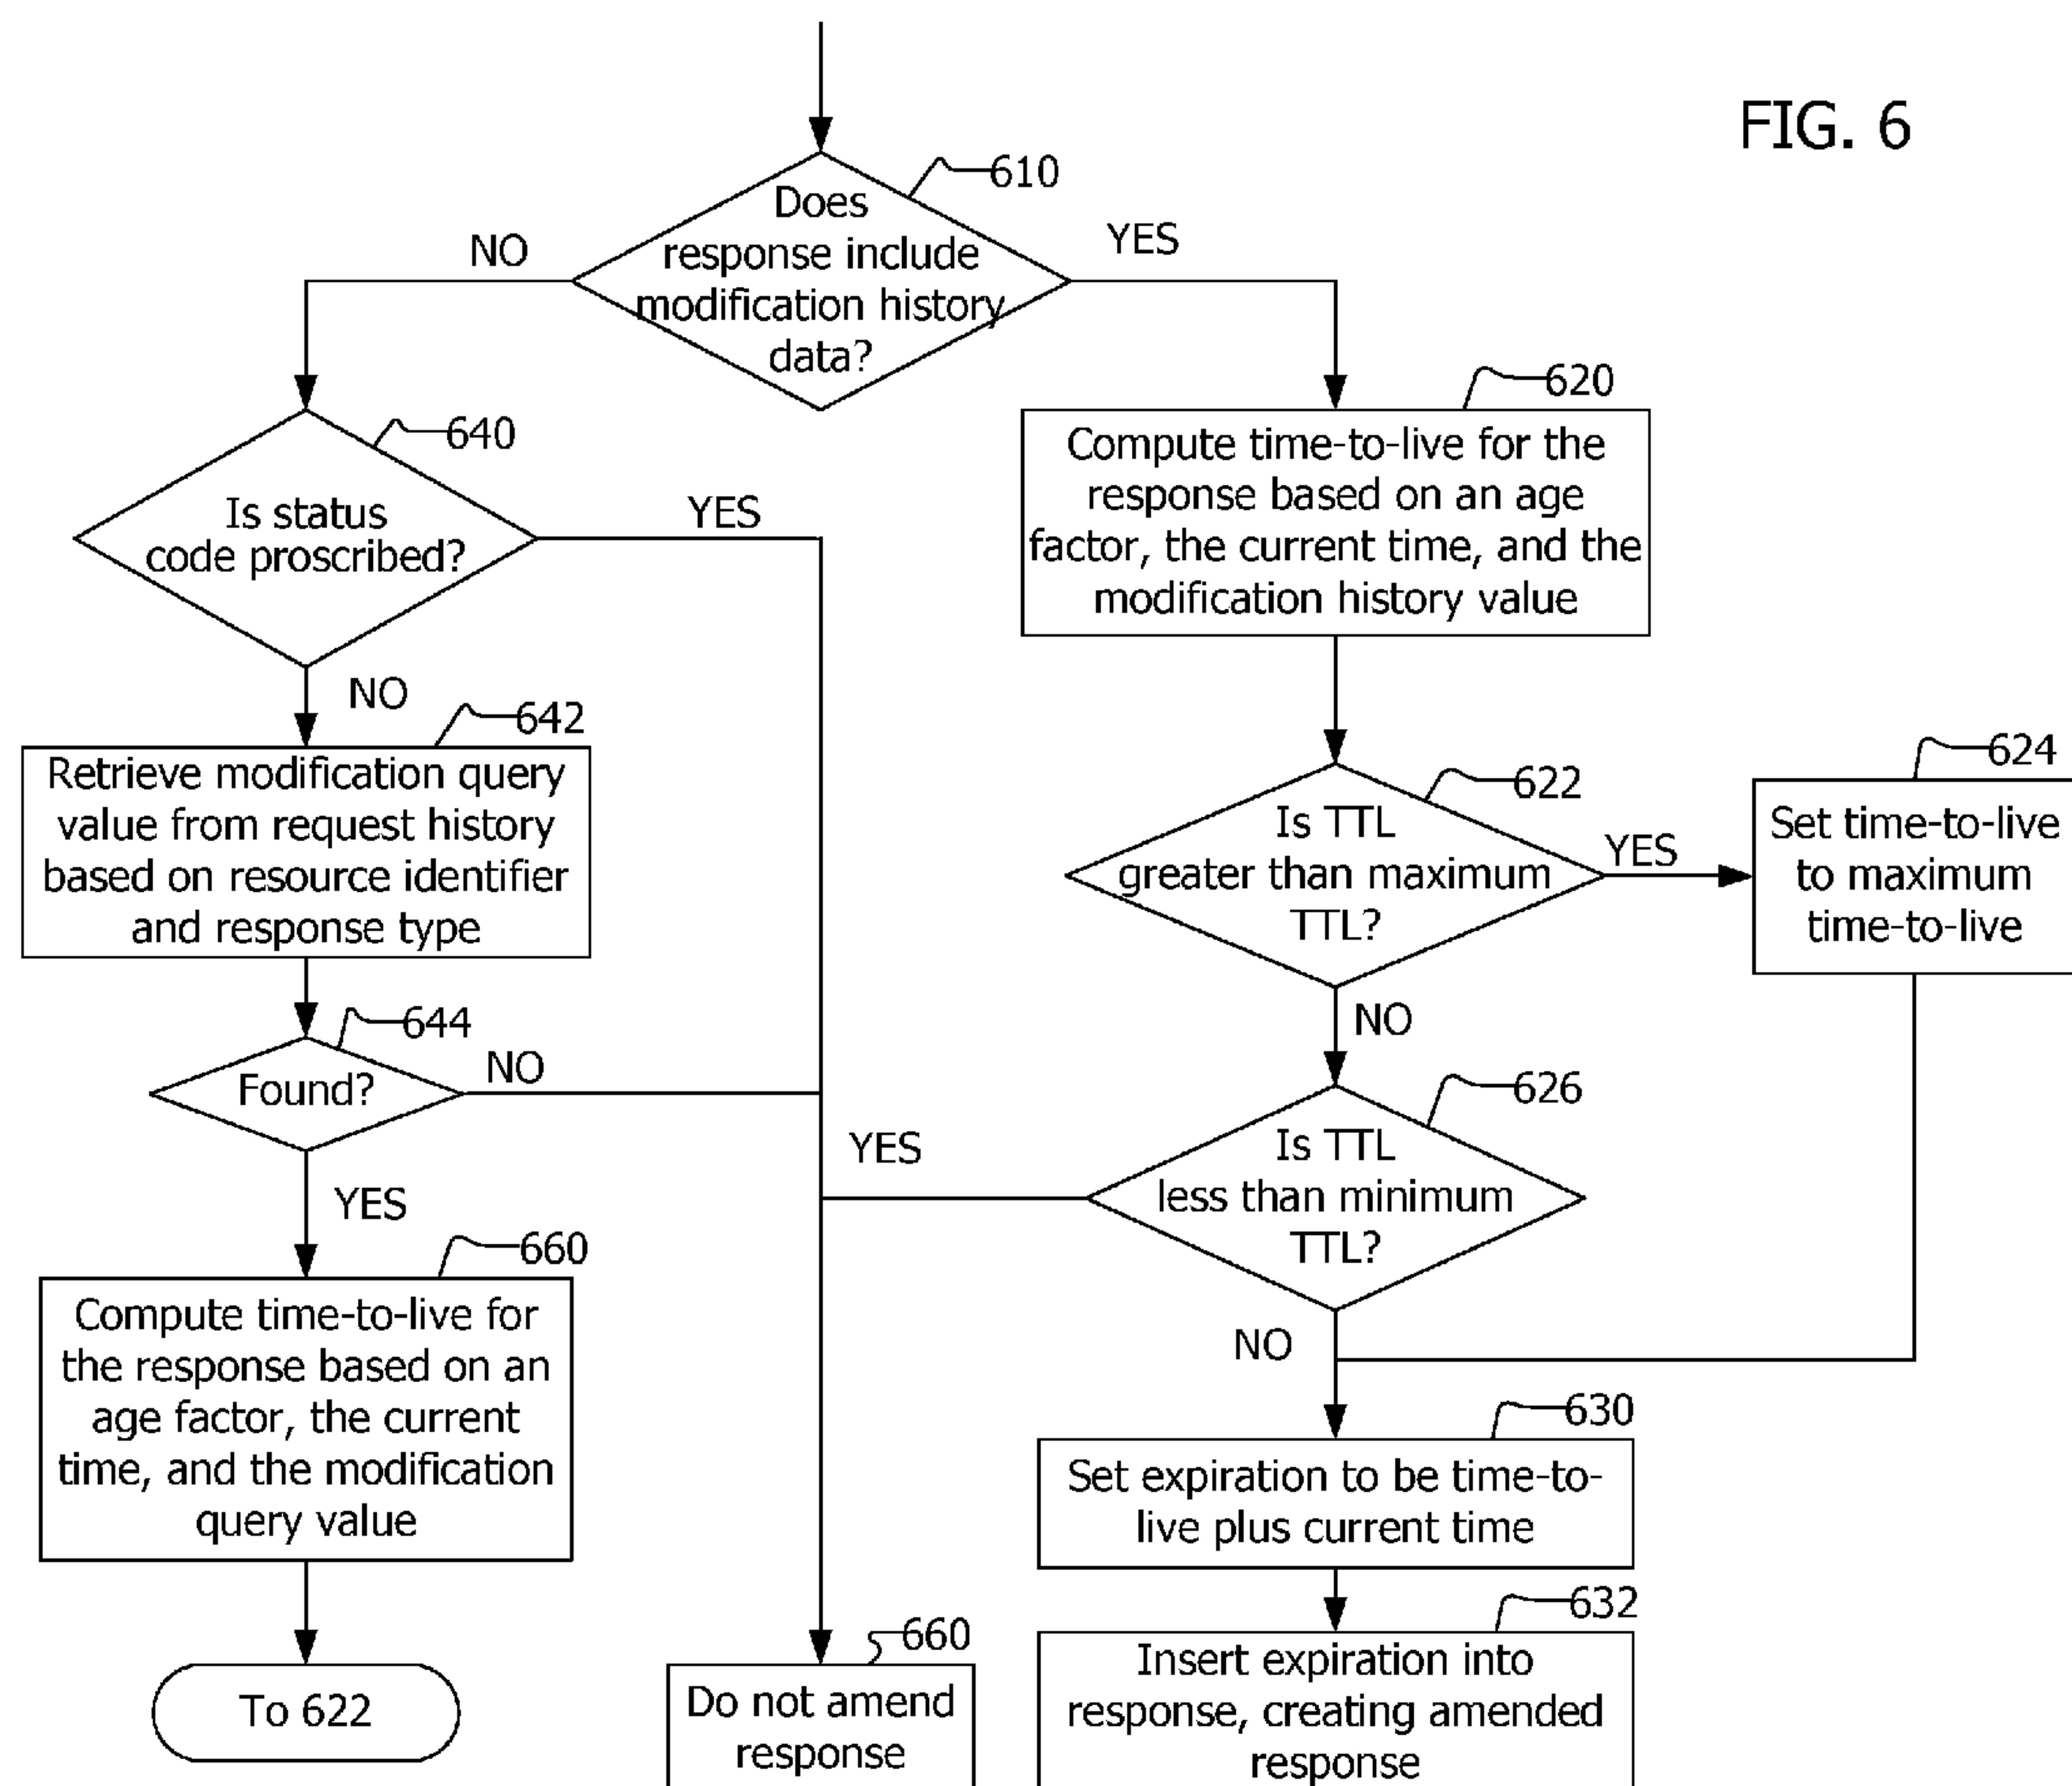 FIG. 6
610
Does
response include
modification history
data?
NO
YES
640
Is status
code proscribed?
YES
NO
620
Compute time-to-live for the
response based on an age
factor, the current time, and the
modification history value
642
Retrieve modification query
value from request history
based on resource identifier
and response type
622
Is TTL
greater than maximum
TTL?
YES
NO
624
Set time-to-live
to maximum
time-to-live
644
Found?
NO
YES
626
Is TTL
less than minimum
TTL?
YES
NO
660
Compute time-to-live for
the response based on an
age factor, the current
time, and the modification
query value
To 622
660
Do not amend
response
630
Set expiration to be time-to-
live plus current time
632
Insert expiration into
response, creating amended
response